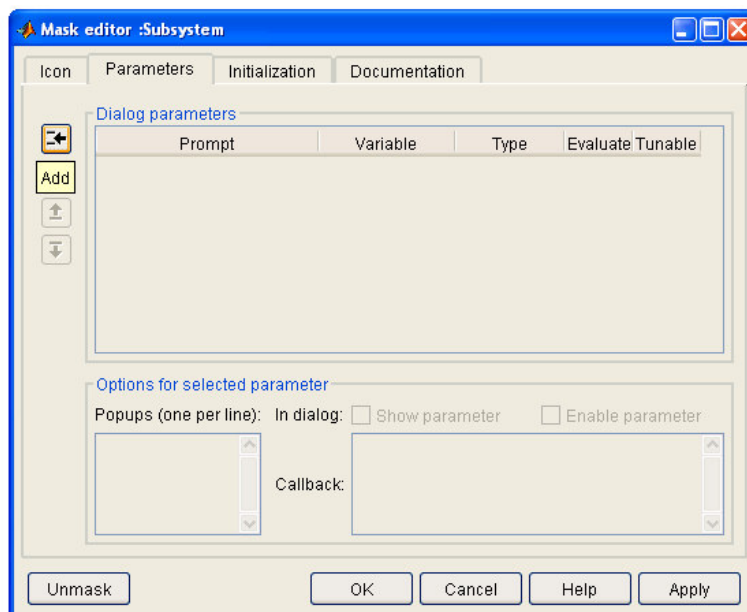 Mask editor :Subsystem
Icon Parameters Initialization Documentation
Dialog parameters
Prompt Variable Type Evaluate Tunable
Add
Options for selected parameter
Popups (one per line): In dialog: Show parameter Enable parameter
Callback:
Unmask OK Cancel Help Apply